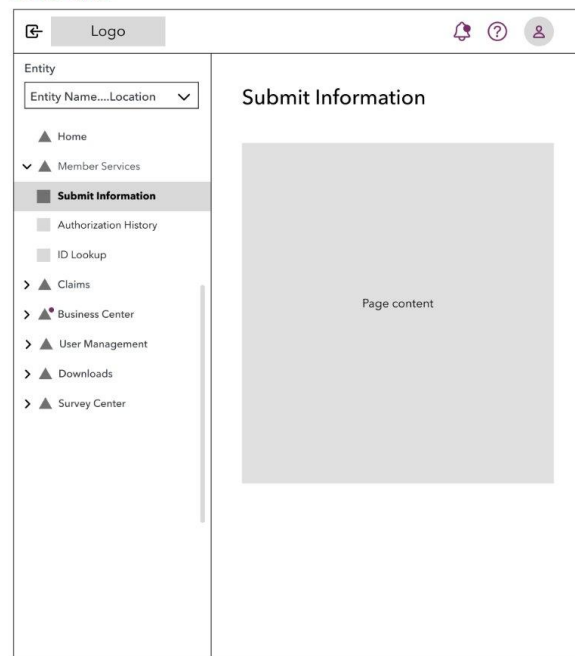 Logo
Entity
Entity Name....Location
Home
Member Services
Submit Information
Authorization History
ID Lookup
Claims
Business Center
User Management
Downloads
Survey Center
Submit Information
Page content